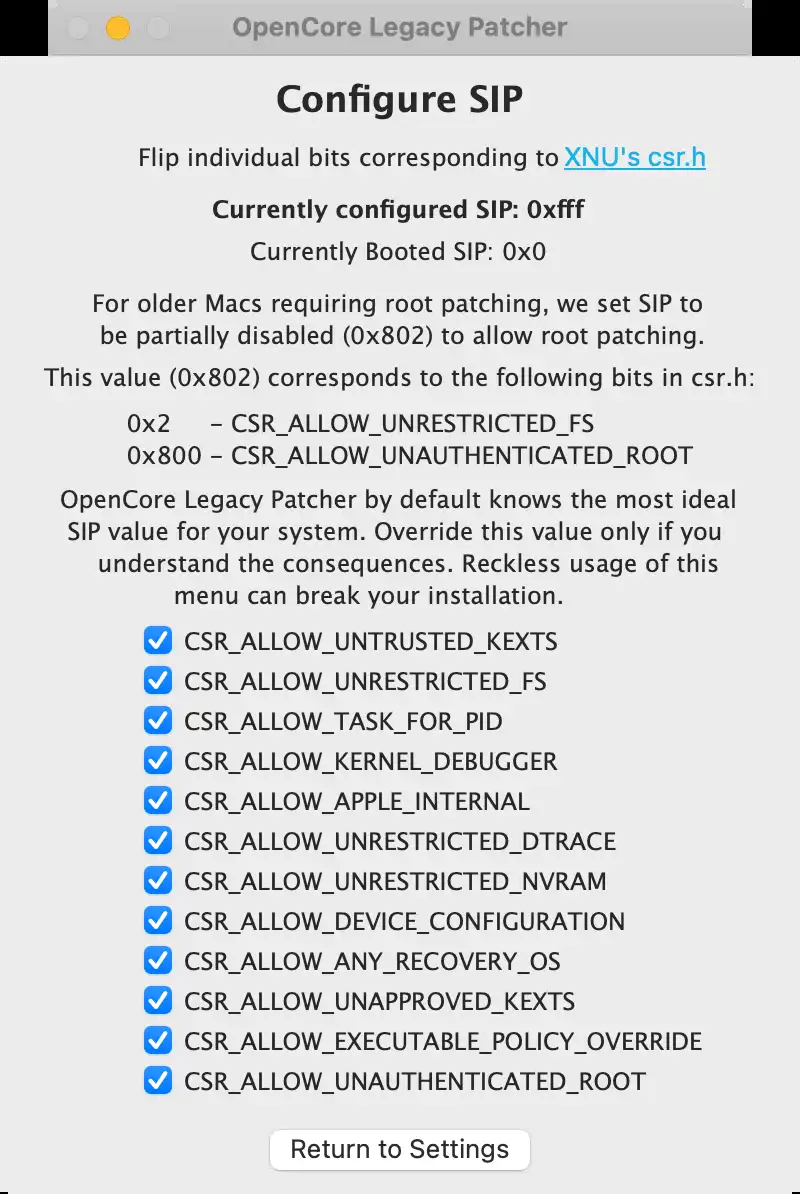 OpenCore Legacy Patcher
Configure SIP
Flip individual bits corresponding to XNU's csr.h
Currently configured SIP: 0xfff
Currently Booted SIP: 0x0
For older Macs requiring root patching, we set SIP to
be partially disabled (0x802) to allow root patching.
This value (0x802) corresponds to the following bits in csr.h:
0x2 – CSR_ALLOW_UNRESTRICTED_FS
0x800 – CSR_ALLOW_UNAUTHENTICATED_ROOT
OpenCore Legacy Patcher by default knows the most ideal
SIP value for your system. Override this value only if you
understand the consequences. Reckless usage of this
menu can break your installation.
CSR_ALLOW_UNTRUSTED_KEXTS
CSR_ALLOW_UNRESTRICTED_FS
CSR_ALLOW_TASK_FOR_PID
CSR_ALLOW_KERNEL_DEBUGGER
CSR_ALLOW_APPLE_INTERNAL
CSR_ALLOW_UNRESTRICTED_DTRACE
CSR_ALLOW_UNRESTRICTED_NVRAM
CSR_ALLOW_DEVICE_CONFIGURATION
CSR_ALLOW_ANY_RECOVERY_OS
CSR_ALLOW_UNAPPROVED_KEXTS
CSR_ALLOW_EXECUTABLE_POLICY_OVERRIDE
CSR_ALLOW_UNAUTHENTICATED_ROOT
Return to Settings